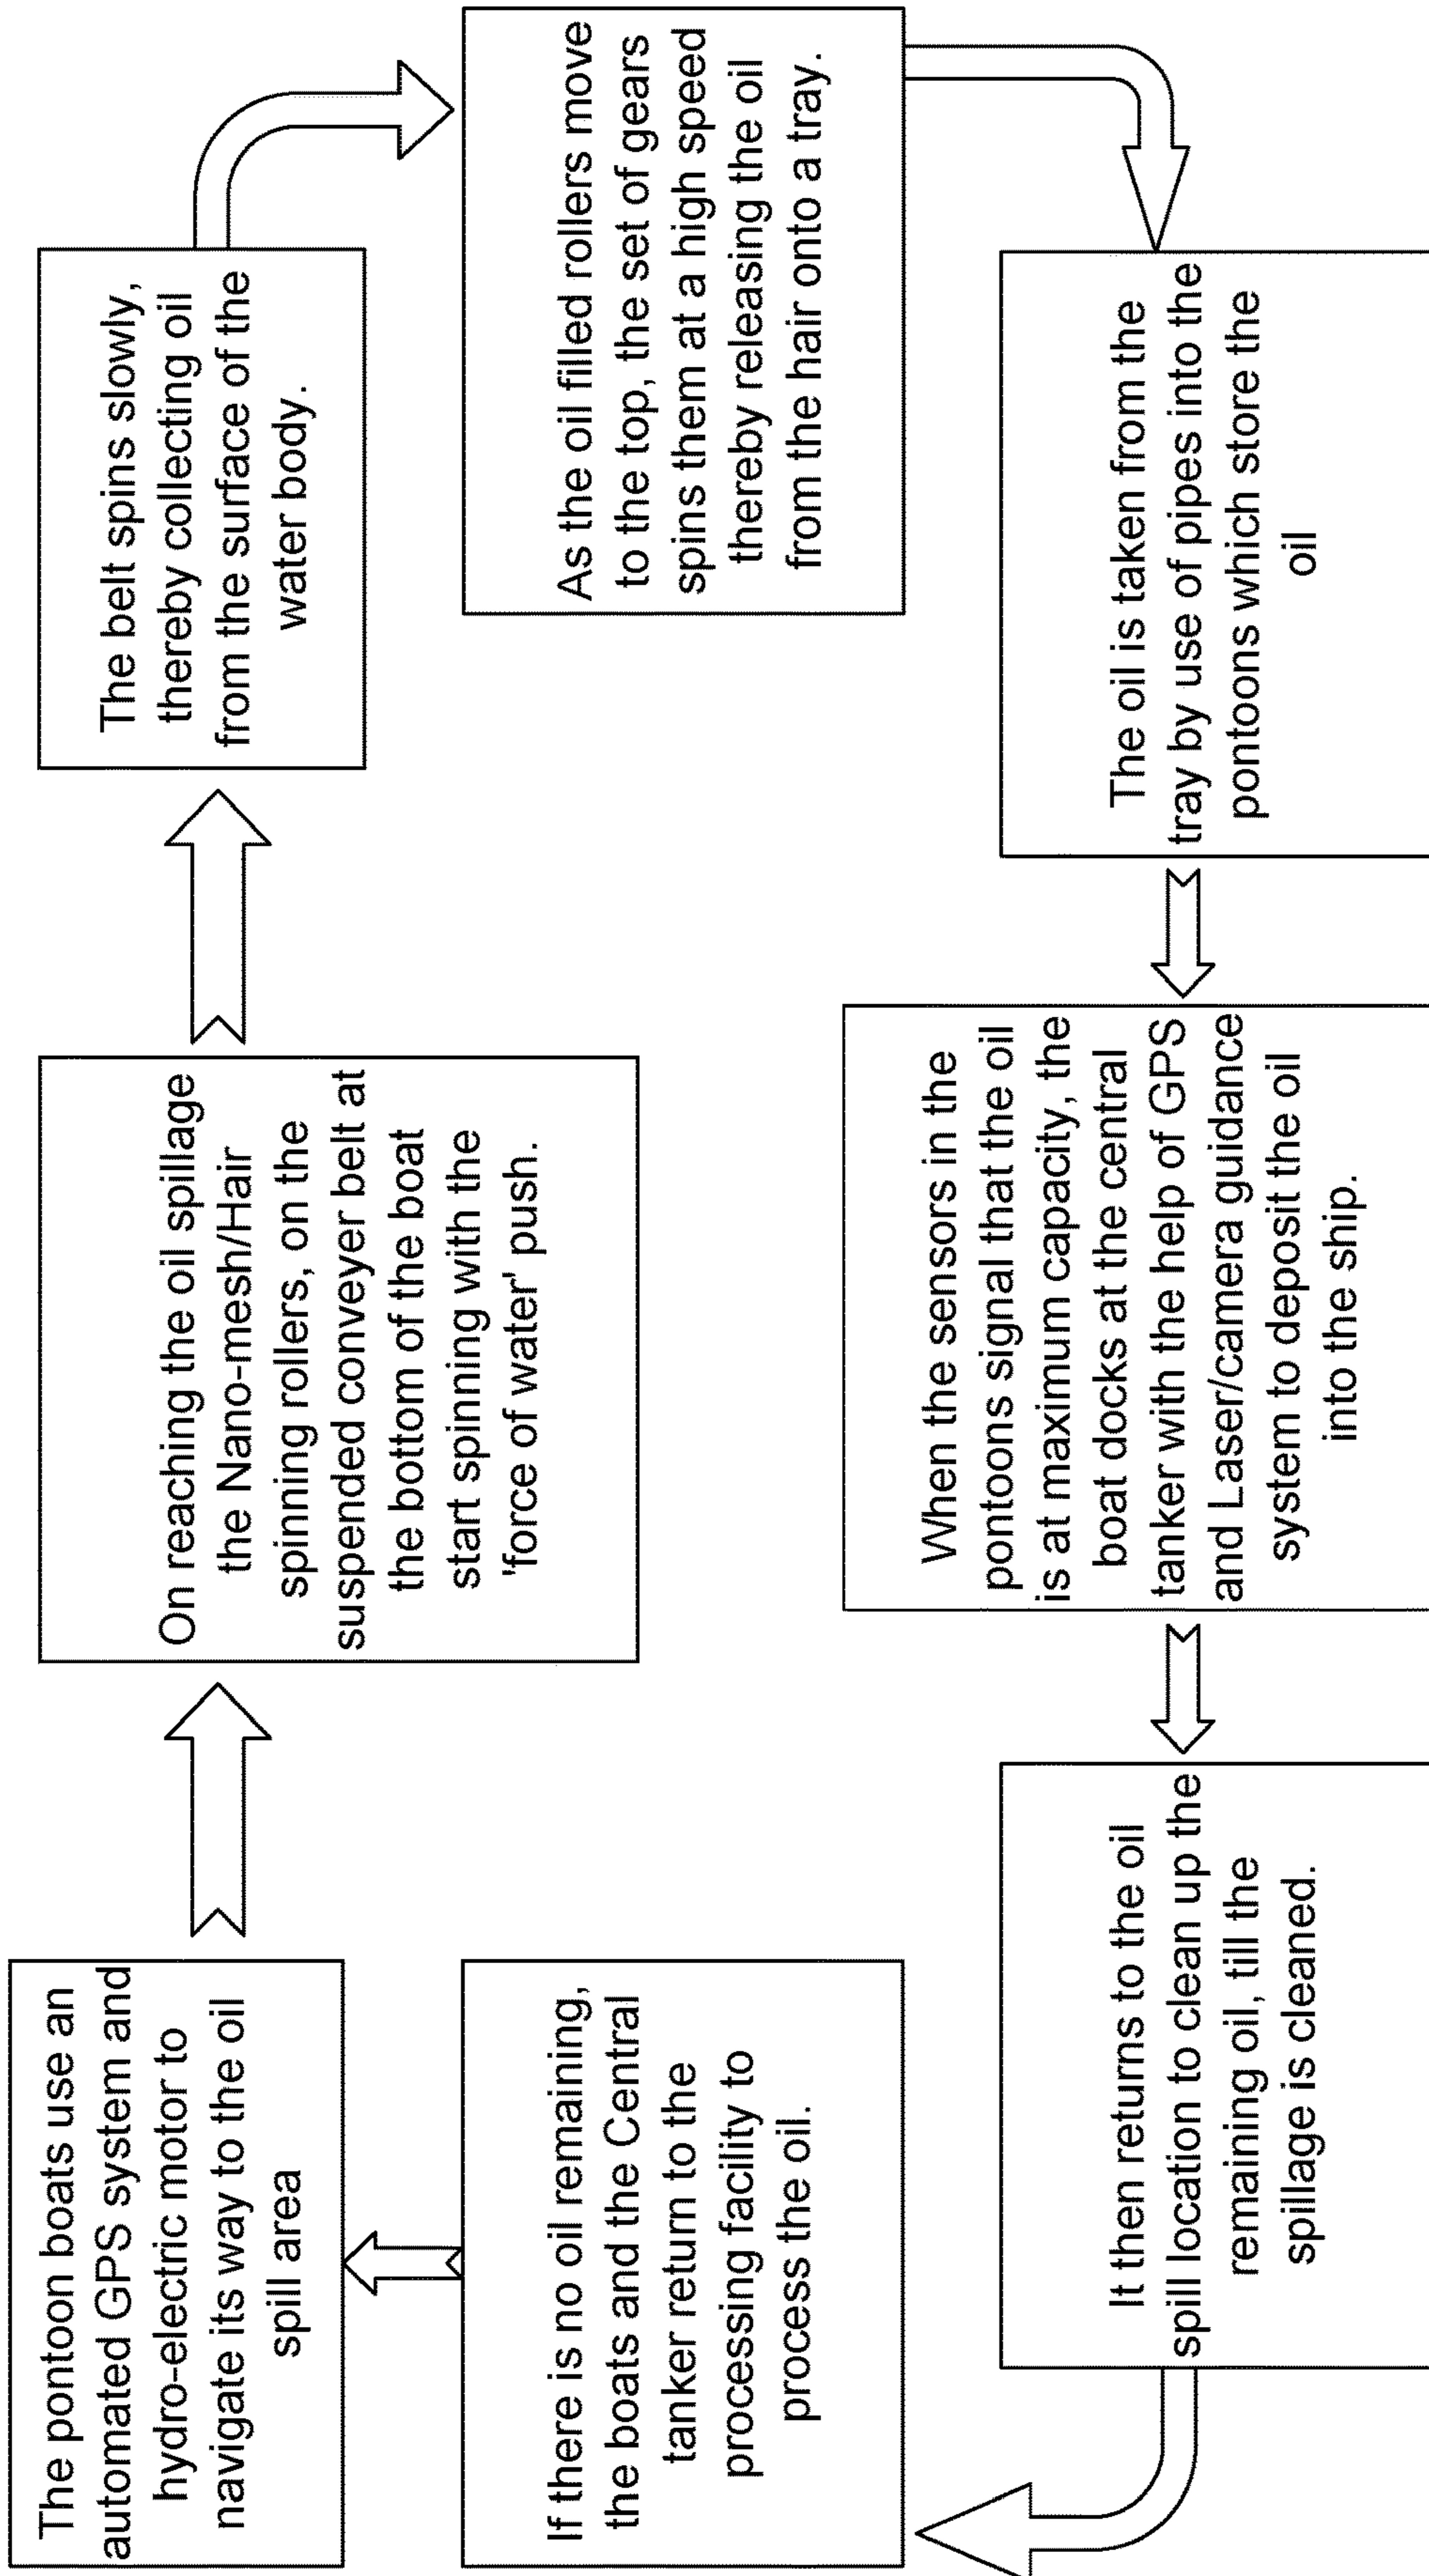 The pontoon boats use an
automated GPS system and
hydro-electric motor to
navigate its way to the oil
spill area
On reaching the oil spillage
the Nano-mesh/Hair
spinning rollers, on the
suspended conveyer belt at
the bottom of the boat
start spinning with the
'force of water' push.
The belt spins slowly,
thereby collecting oil
from the surface of the
water body.
As the oil filled rollers move
to the top, the set of gears
spins them at a high speed
thereby releasing the oil
from the hair onto a tray.
The oil is taken from the
tray by use of pipes into the
pontoons which store the
oil
When the sensors in the
pontoons signal that the oil
is at maximum capacity, the
boat docks at the central
tanker with the help of GPS
and Laser/camera guidance
system to deposit the oil
into the ship.
It then returns to the oil
spill location to clean up the
remaining oil, till the
spillage is cleaned.
If there is no oil remaining,
the boats and the Central
tanker return to the
processing facility to
process the oil.